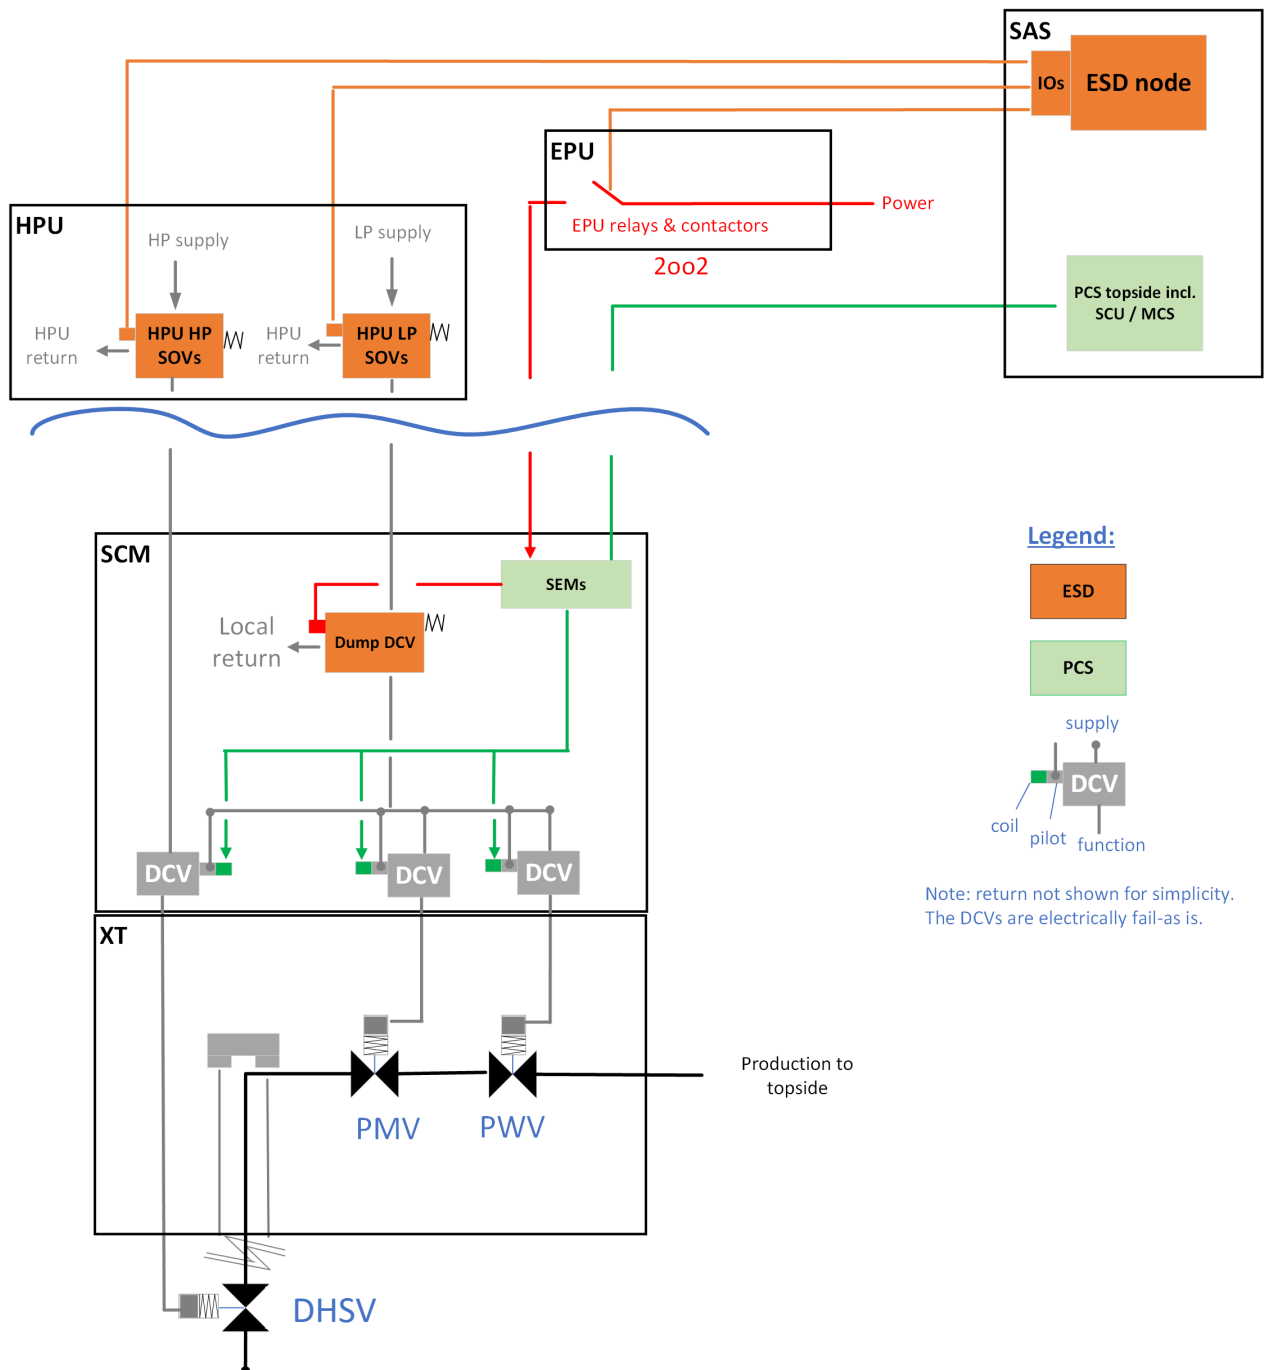 SAS
IOs
ESD node
EPU
Power
EPU relays & contactors
2oo2
HPU
HP supply
LP supply
HPU
return
HPU HP
SOVs
HPU
return
HPU LP
SOVs
PCS topside incl.
SCU / MCS
SCM
SEMs
Local
return
Dump DCV
DCV
DCV
DCV
Legend:
ESD
PCS
supply
DCV
coil
pilot
function
Note: return not shown for simplicity.
The DCVs are electrically fail-as is.
XT
PMV
PWV
Production to
topside
DHSV